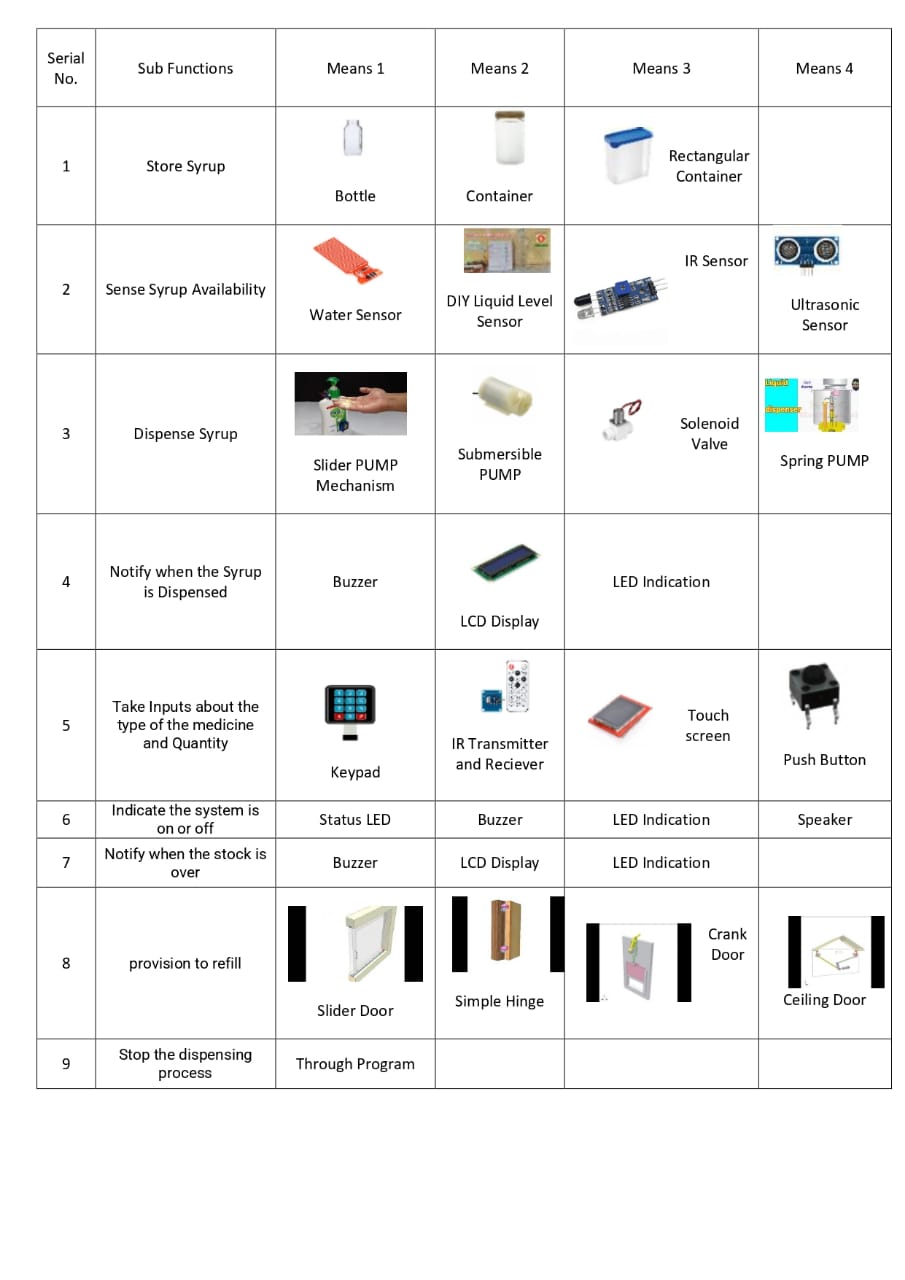 Serial
No.
Sub Functions
Means 1
Means 2
Means 3
Means 4
1
Store Syrup
Bottle
Container
Rectangular
Container
2
Sense Syrup Availability
Water Sensor
DIY Liquid Level
Sensor
IR Sensor
Ultrasonic
Sensor
3
Dispense Syrup
Slider PUMP
Mechanism
Submersible
PUMP
Solenoid
Valve
Liquid
dispenser
Spring PUMP
4
Notify when the Syrup
is Dispensed
Buzzer
LCD Display
LED Indication
5
Take Inputs about the
type of the medicine
and Quantity
Keypad
IR Transmitter
and Reciever
Touch
screen
Push Button
6
Indicate the system is
on or off
Status LED
Buzzer
LED Indication
Speaker
7
Notify when the stock is
over
Buzzer
LCD Display
LED Indication
8
provision to refill
Slider Door
Simple Hinge
Crank
Door
Ceiling Door
9
Stop the dispensing
process
Through Program